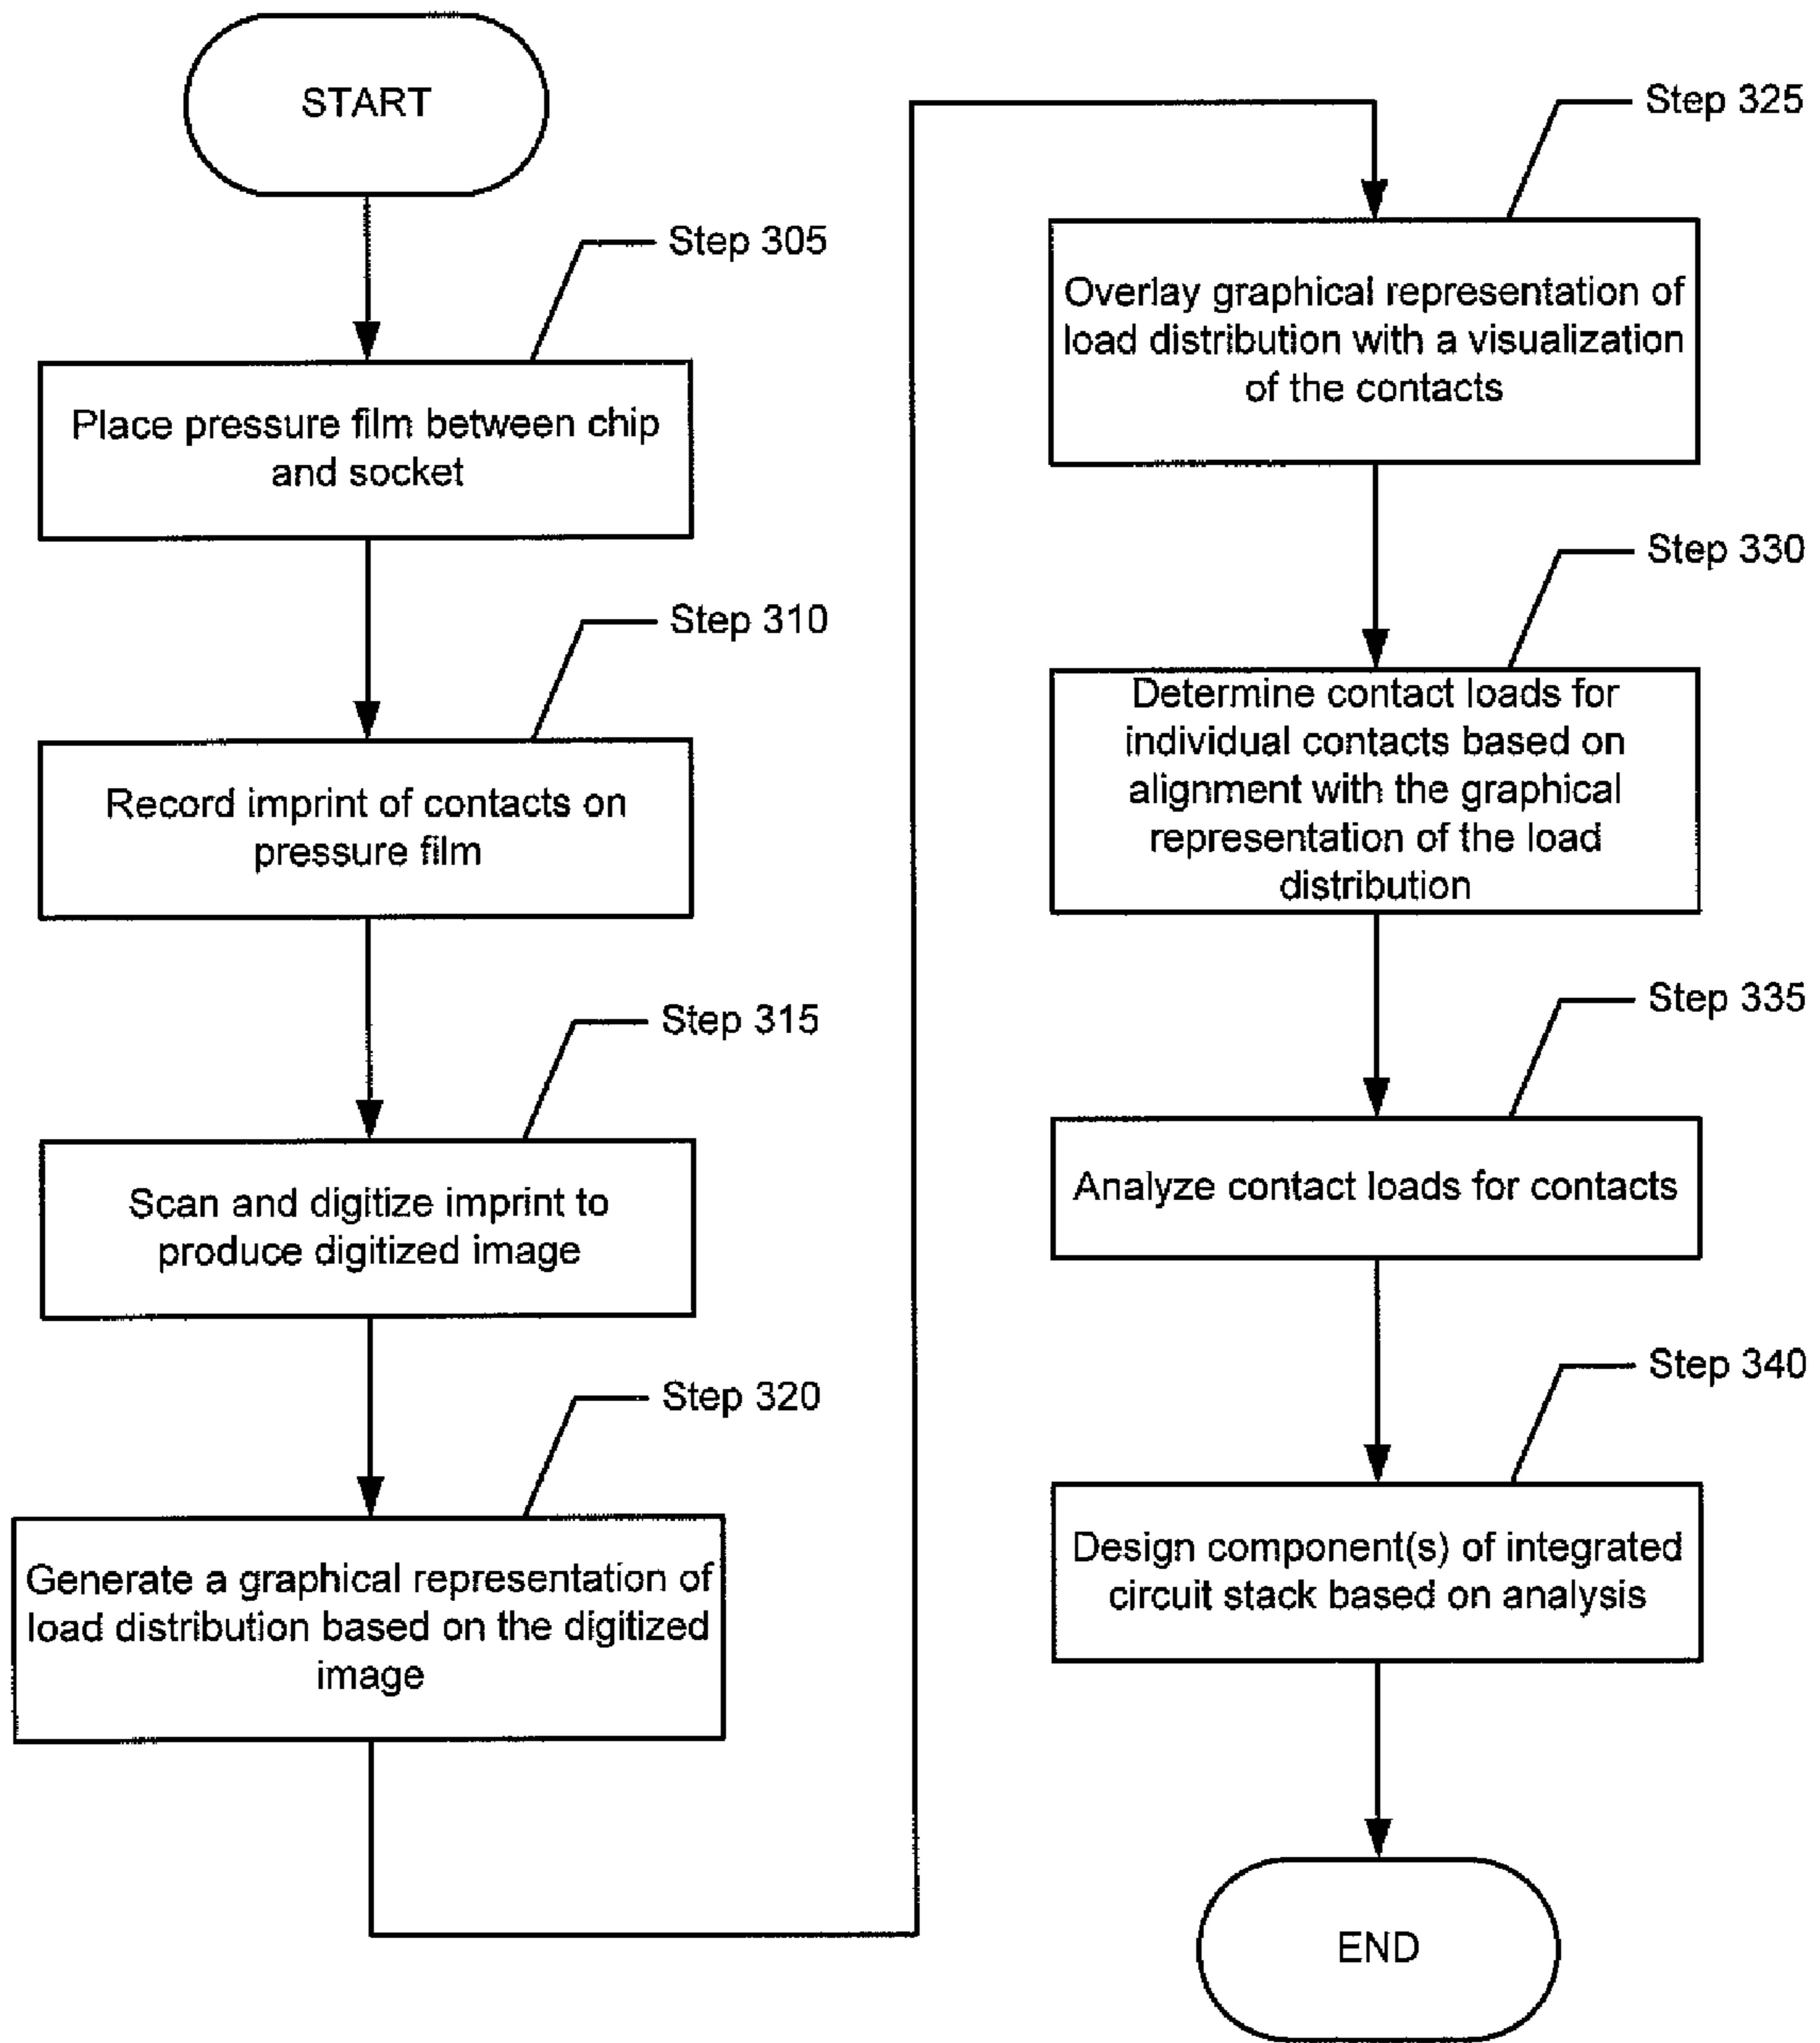 START
Step 305
Place pressure film between chip
and socket
Step 310
Record imprint of contacts on
pressure film
Step 315
Scan and digitize imprint to
produce digitized image
Step 320
Generate a graphical representation of
load distribution based on the digitized
image
Step 325
Overlay graphical representation of
load distribution with a visualization
of the contacts
Step 330
Determine contact loads for
individual contacts based on
alignment with the graphical
representation of the load
distribution
Step 335
Analyze contact loads for contacts
Step 340
Design component(s) of integrated
circuit stack based on analysis
END